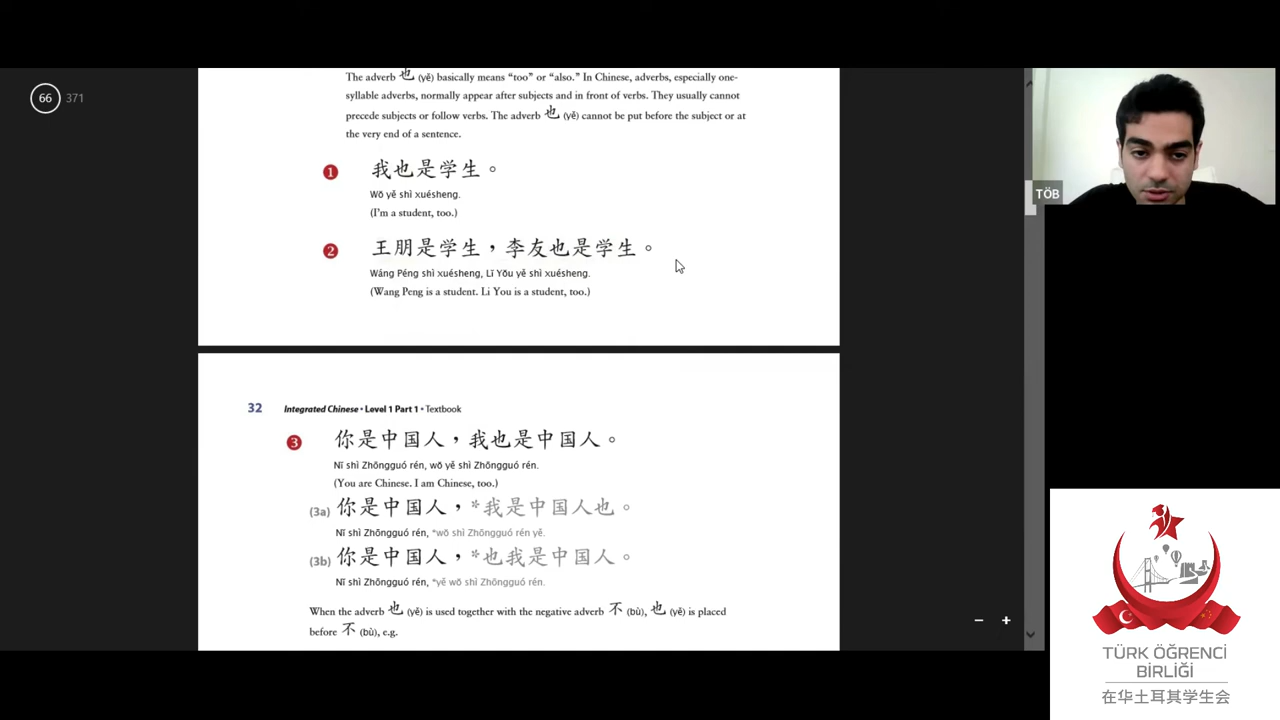 66 371
The adverb 也 (yě) basically means “too” or “also.” In Chinese, adverbs, especially one-
syllable adverbs, normally appear after subjects and in front of verbs. They usually cannot
precede subjects or follow verbs. The adverb 也 (yě) cannot be put before the subject or at
the very end of a sentence.
1 我也是学生。
Wǒ yě shì xuésheng.
(I’m a student, too.)
2 王朋是学生，李友也是学生。
Wáng Péng shì xuésheng, Lǐ Yǒu yě shì xuésheng.
(Wang Peng is a student. Li You is a student, too.)
32 Integrated Chinese • Level 1 Part 1 • Textbook
3 你是中国人，我也是中国人。
Nǐ shì Zhōngguó rén, wǒ yě shì Zhōngguó rén.
(You are Chinese. I am Chinese, too.)
(3a) 你是中国人，*我是中国人也。
Nǐ shì Zhōngguó rén, *wǒ shì Zhōngguó rén yě.
(3b) 你是中国人，*也我是中国人。
Nǐ shì Zhōngguó rén, *yě wǒ shì Zhōngguó rén.
When the adverb 也 (yě) is used together with the negative adverb 不 (bù), 也 (yě) is placed
before 不 (bù), e.g.
TÖB
TÜRK ÖĞRENCİ
BİRLİĞİ
在华土耳其学生会